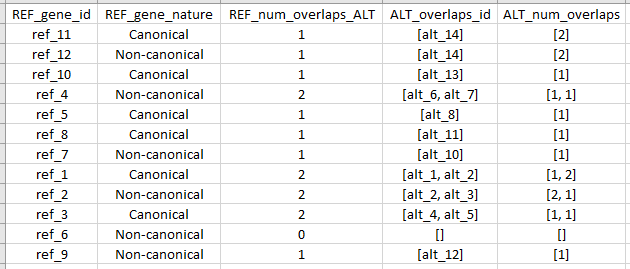 REF_gene_id REF_gene_nature REF_num_overlaps_ALT ALT_overlaps_id ALT_num_overlaps
ref_11 Canonical 1 [alt_14] [2]
ref_12 Non-canonical 1 [alt_14] [2]
ref_10 Canonical 1 [alt_13] [1]
ref_4 Non-canonical 2 [alt_6, alt_7] [1, 1]
ref_5 Canonical 1 [alt_8] [1]
ref_8 Canonical 1 [alt_11] [1]
ref_7 Non-canonical 1 [alt_10] [1]
ref_1 Canonical 2 [alt_1, alt_2] [1, 2]
ref_2 Non-canonical 2 [alt_2, alt_3] [2, 1]
ref_3 Canonical 2 [alt_4, alt_5] [1, 1]
ref_6 Non-canonical 0 [] []
ref_9 Non-canonical 1 [alt_12] [1]